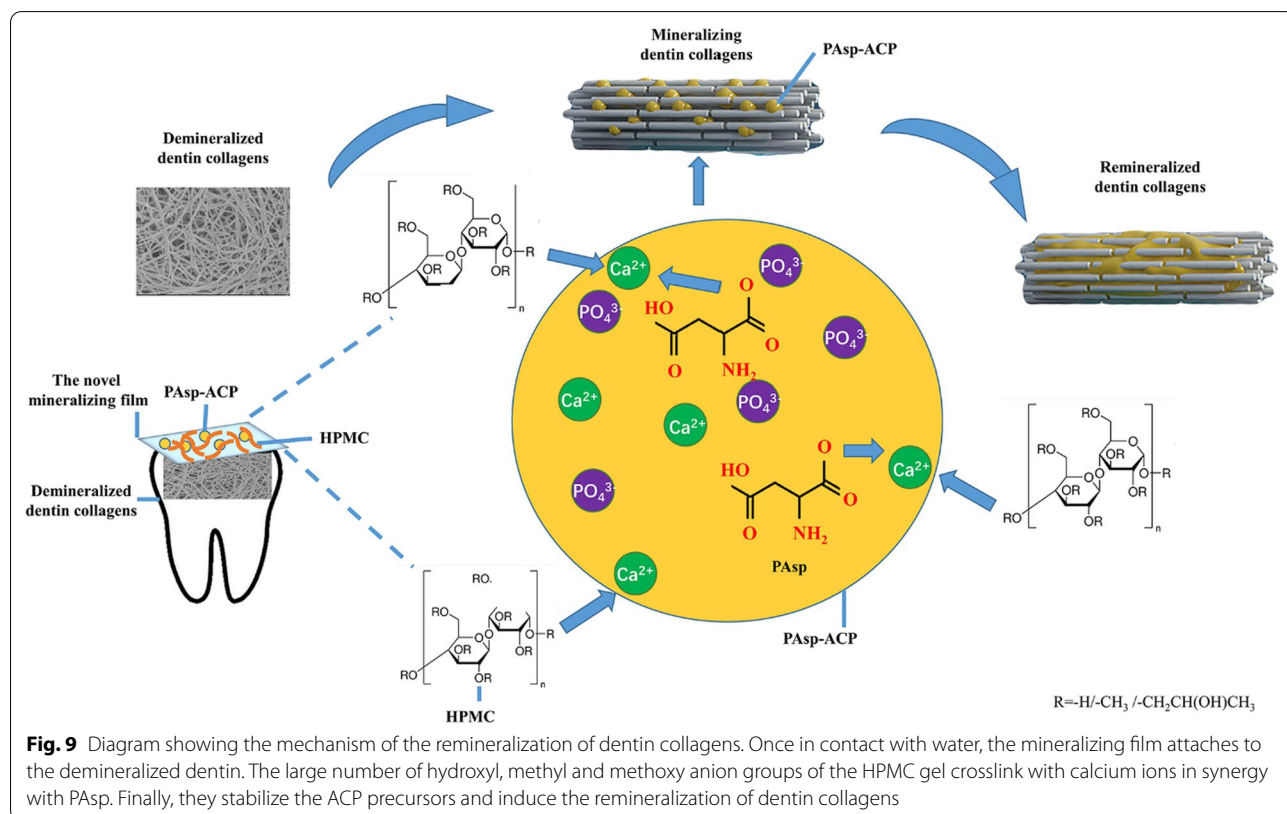 Mineralizing
dentin collagens
PAsp-ACP
Demineralized
dentin collagens
Remineralized
dentin collagens
RO
OR
RO
O
OR
O
RO
O
OR
O
R
OR
n
Ca²⁺
PO₄³⁻
PO₄³⁻
HO
O
O
O
NH₂
PO₄³⁻
Ca²⁺
PO₄³⁻
Ca²⁺
PO₄³⁻
HO
O
O
O
NH₂
PAsp
Ca²⁺
Ca²⁺
The novel
mineralizing film
PAsp-ACP
HPMC
Demineralized
dentin collagens
RO
RO
OR
O
OR
O
R
OR
O
OR
RO
n
RO.
RO
OR
O
O
O
R
OR
OR
RO
OR
n
HPMC
PAsp-ACP
R=-H/-CH₃ /-CH₂CH(OH)CH₃
Fig. 9 Diagram showing the mechanism of the remineralization of dentin collagens. Once in contact with water, the mineralizing film attaches to
the demineralized dentin. The large number of hydroxyl, methyl and methoxy anion groups of the HPMC gel crosslink with calcium ions in synergy
with PAsp. Finally, they stabilize the ACP precursors and induce the remineralization of dentin collagens